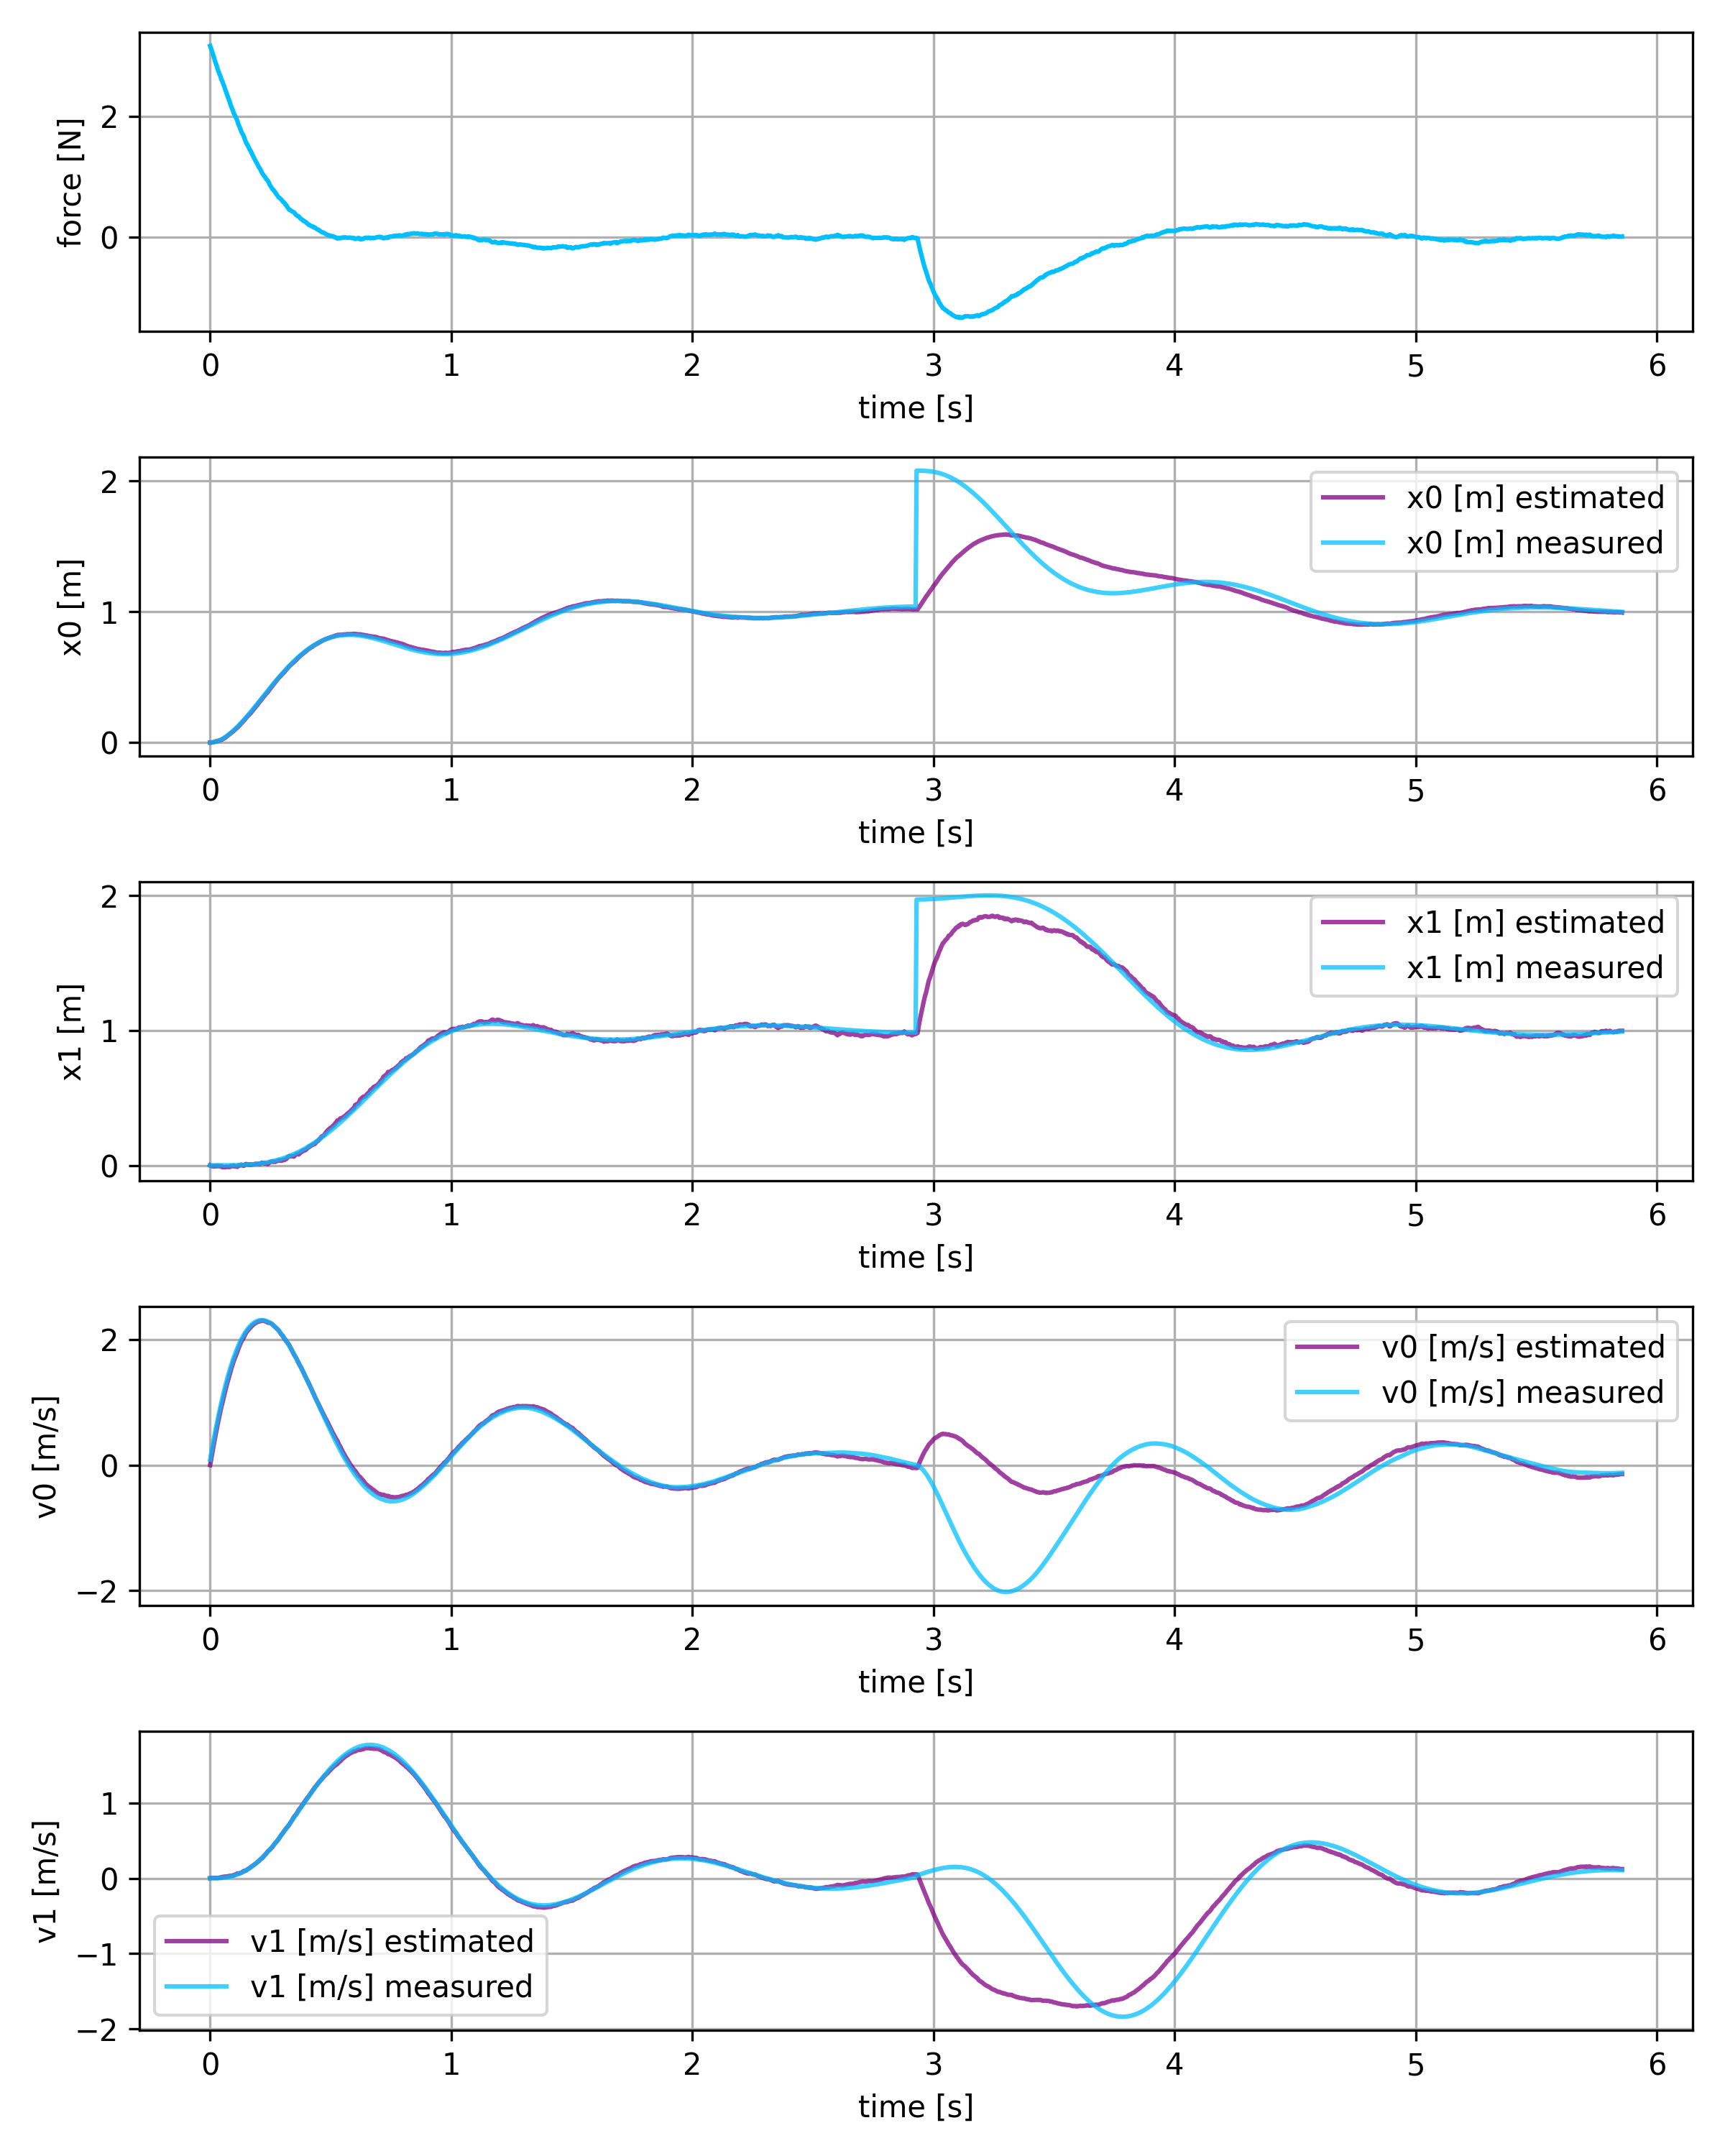 force [N]
2
0
0 1 2 3 4 5 6
time [s]
x0 [m]
2
1
0
x0 [m] estimated
x0 [m] measured
0 1 2 3 4 5 6
time [s]
x1 [m]
2
1
0
x1 [m] estimated
x1 [m] measured
0 1 2 3 4 5 6
time [s]
v0 [m/s]
2
0
−2
v0 [m/s] estimated
v0 [m/s] measured
0 1 2 3 4 5 6
time [s]
v1 [m/s]
1
0
−1
−2
v1 [m/s] estimated
v1 [m/s] measured
0 1 2 3 4 5 6
time [s]